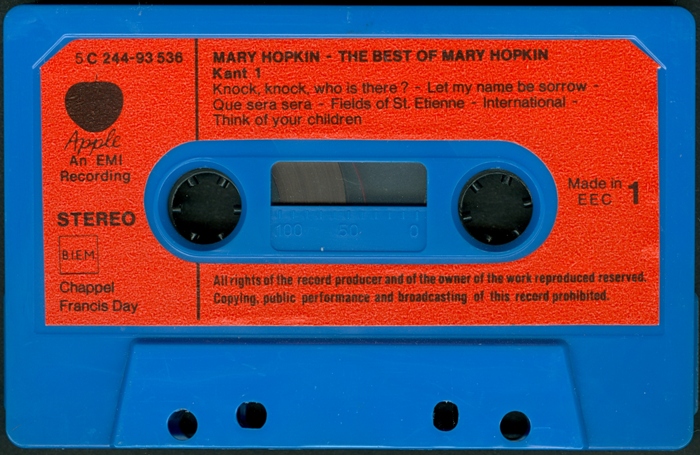 5 C 244-93 536
MARY HOPKIN - THE BEST OF MARY HOPKIN
Kant 1
Knock, knock, who is there? - Let my name be sorrow -
Que sera sera - Fields of St. Etienne - International -
Think of your children
Apple
An EMI
Recording
STEREO
BIEM
Chappel
Francis Day
100 50 0
Made in
EEC
1
All rights of the record producer and of the owner of the work reproduced reserved.
Copying, public performance and broadcasting of this record prohibited.